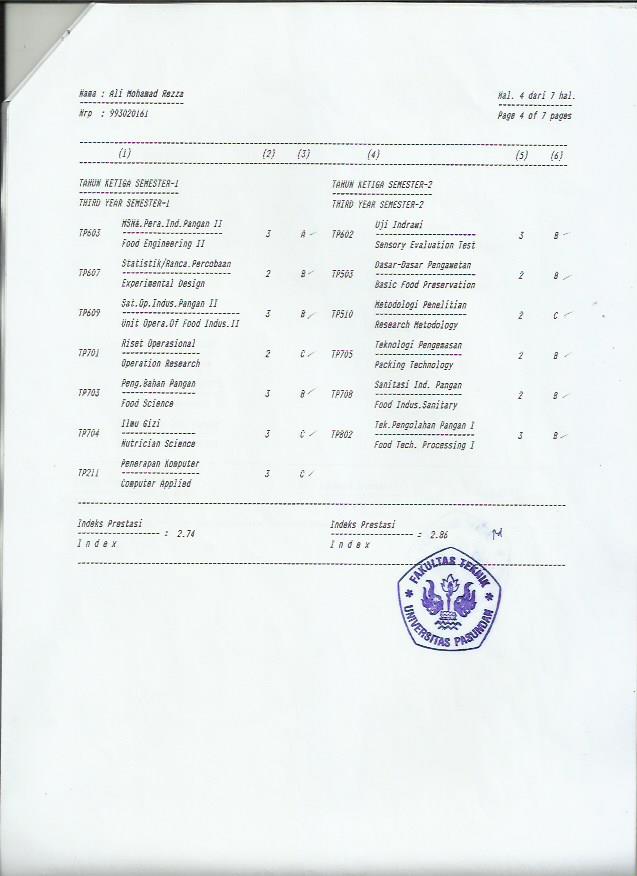 Nama : Ali Mohamad Rezza
Hal. 4 dari 7 hal.
Nrp : 993020161
Page 4 of 7 pages
(1) (2) (3) (4) (5) (6)
TAHUN KETIGA SEMESTER-1
THIRD YEAR SEMESTER-1
TP603 MSNA.Pera.Ind.Pangan II 3 A
Food Engineering II
TP607 Statistik/Ranca.Percobaan 2 B
Experimental Design
TP609 Sat.Op.Indus.Pangan II 3 B
Unit Opera.Of Food Indus.II
TP701 Riset Operasional 2 C
Operation Research
TP703 Peng.Bahan Pangan 3 B
Food Science
TP704 Ilmu Gizi 3 C
Nutrician Science
TP211 Penerapan Komputer 3 C
Computer Applied
Indeks Prestasi : 2.74
I n d e x
TAHUN KETIGA SEMESTER-2
THIRD YEAR SEMESTER-2
TP602 Uji Indrawi 3 B
Sensory Evaluation Test
TP503 Dasar-Dasar Pengawetan 2 B
Basic Food Preservation
TP510 Metodologi Penelitian 2 C
Research Metodology
TP705 Teknologi Pengemasan 2 B
Packing Technology
TP708 Sanitasi Ind. Pangan 2 B
Food Indus.Sanitary
TP802 Tek.Pengolahan Pangan I 3 B
Food Tech. Processing I
Indeks Prestasi : 2.86
I n d e x
FAKULTAS TEKNIK
UNIVERSITAS PASUNDAN